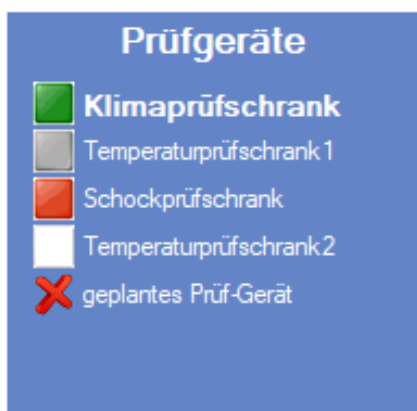 Prüfgeräte
Klimaprüfschrank
Temperaturprüfschrank1
Schockprüfschrank
Temperaturprüfschrank2
geplantes Prüf-Gerät